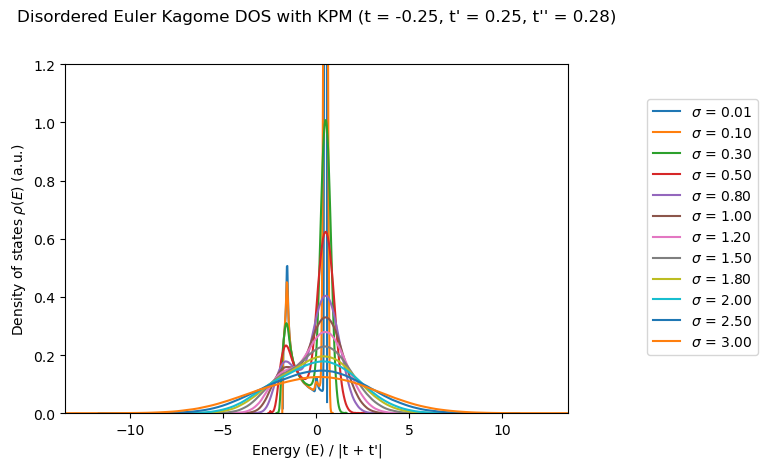 Disordered Euler Kagome DOS with KPM (t = -0.25, t' = 0.25, t'' = 0.28)
Density of states ρ(E) (a.u.)
1.2
1.0
0.8
0.6
0.4
0.2
0.0
−10
−5
0
5
10
Energy (E) / |t + t'|
σ = 0.01
σ = 0.10
σ = 0.30
σ = 0.50
σ = 0.80
σ = 1.00
σ = 1.20
σ = 1.50
σ = 1.80
σ = 2.00
σ = 2.50
σ = 3.00